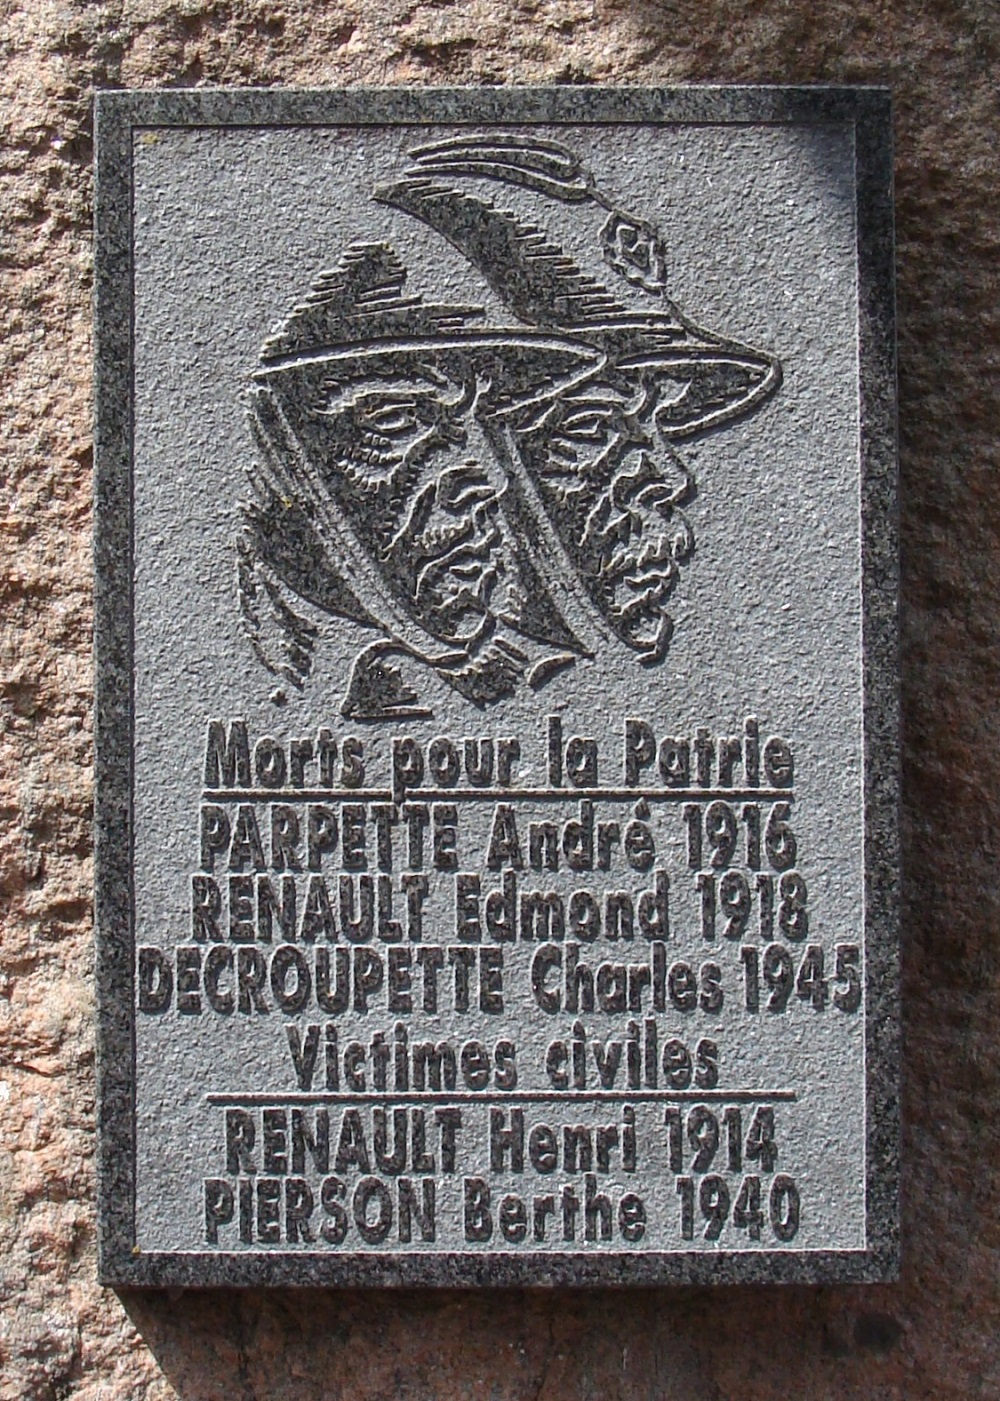 Morts pour la Patrie
PARPETTE André 1916
RENAULT Edmond 1918
DECROUPETTE Charles 1945
Victimes civiles
RENAULT Henri 1914
PIERSON Berthe 1940